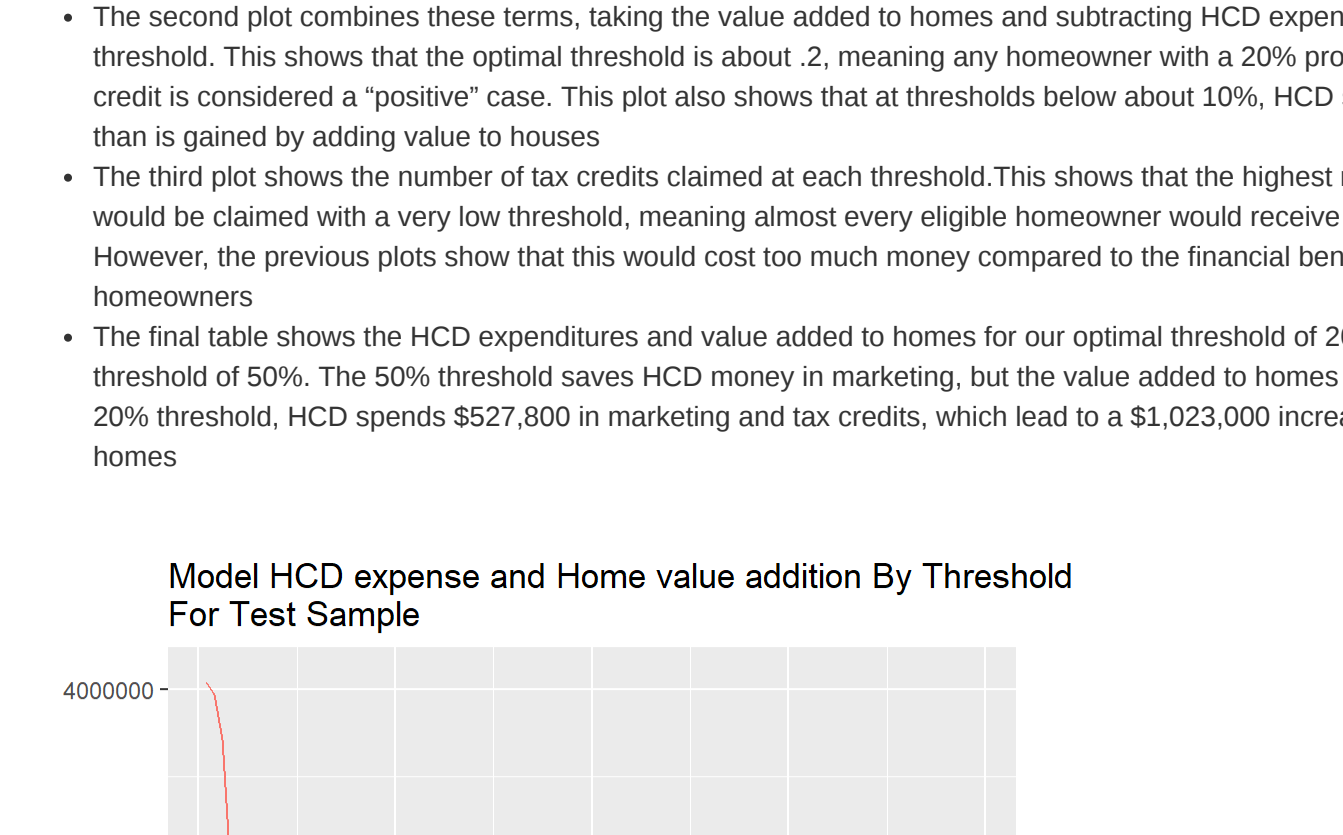 The second plot combines these terms, taking the value added to homes and subtracting HCD
threshold. This shows that the optimal threshold is about .2, meaning any homeowner with a 20%
credit is considered a “positive” case. This plot also shows that at thresholds below about 10%, HCD
than is gained by adding value to houses
The third plot shows the number of tax credits claimed at each threshold.This shows that the highest
would be claimed with a very low threshold, meaning almost every eligible homeowner would receive
However, the previous plots show that this would cost too much money compared to the financial
homeowners
The final table shows the HCD expenditures and value added to homes for our optimal threshold of
threshold of 50%. The 50% threshold saves HCD money in marketing, but the value added to homes
20% threshold, HCD spends $527,800 in marketing and tax credits, which lead to a $1,023,000
homes
Model HCD expense and Home value addition By Threshold
For Test Sample
4000000